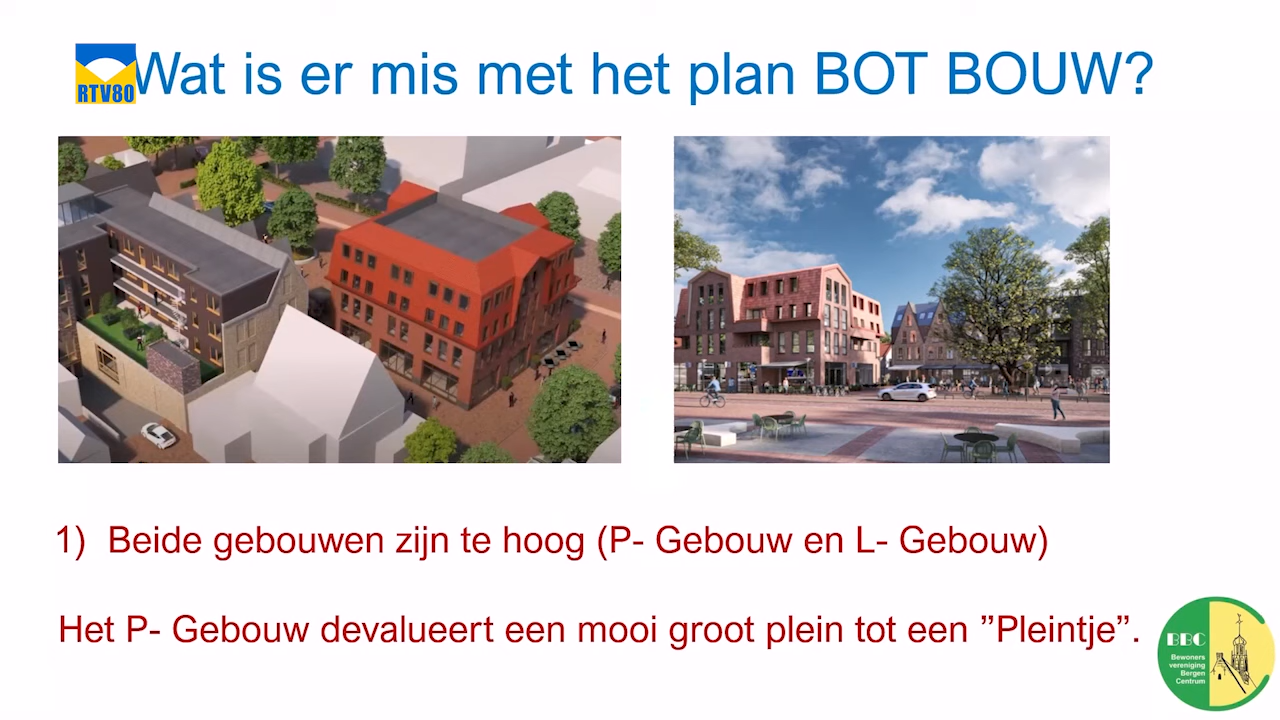 Wat is er mis met het plan BOT BOUW?
RTV80
1) Beide gebouwen zijn te hoog (P- Gebouw en L- Gebouw)
Het P- Gebouw devalueert een mooi groot plein tot een ”Pleintje”.
BBC
Bewoners
vereniging
Bergen
Centrum